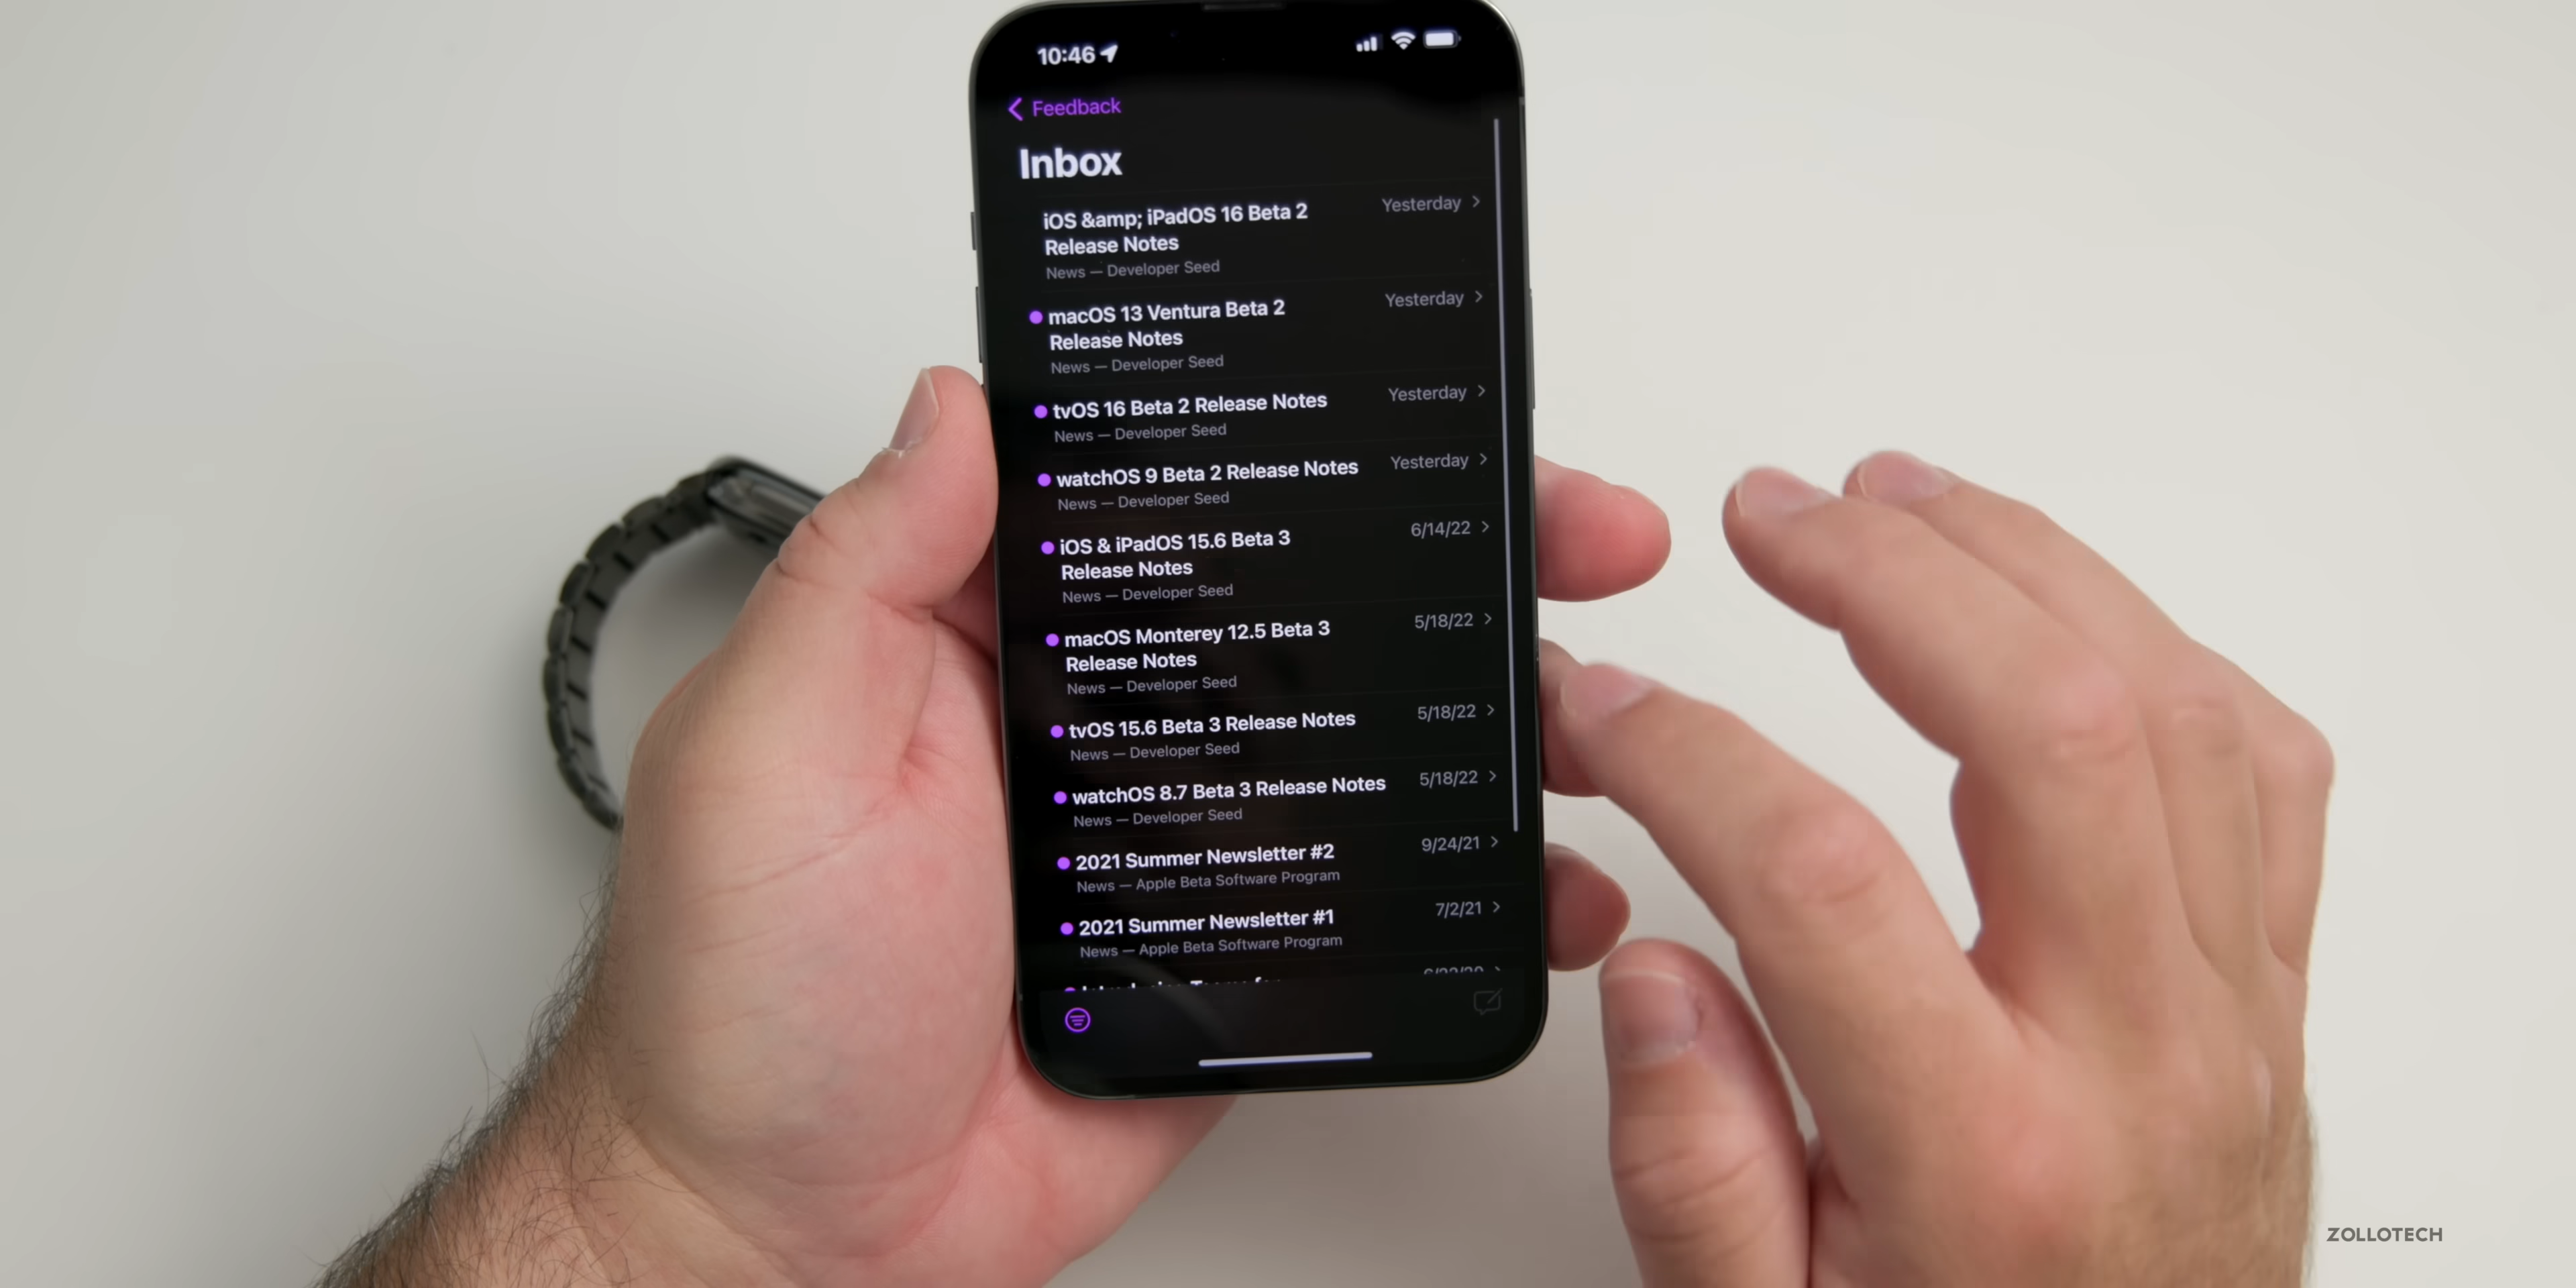 10:46
Feedback
Inbox
iOS &amp; iPadOS 16 Beta 2
Release Notes
Yesterday
News — Developer Seed
macOS 13 Ventura Beta 2
Release Notes
Yesterday
News — Developer Seed
tvOS 16 Beta 2 Release Notes
Yesterday
News — Developer Seed
watchOS 9 Beta 2 Release Notes
Yesterday
News — Developer Seed
iOS & iPadOS 15.6 Beta 3
Release Notes
6/14/22
News — Developer Seed
macOS Monterey 12.5 Beta 3
Release Notes
5/18/22
News — Developer Seed
tvOS 15.6 Beta 3 Release Notes
5/18/22
News — Developer Seed
watchOS 8.7 Beta 3 Release Notes
5/18/22
News — Developer Seed
2021 Summer Newsletter #2
9/24/21
News — Apple Beta Software Program
2021 Summer Newsletter #1
7/2/21
News — Apple Beta Software Program
ZOLLOTECH